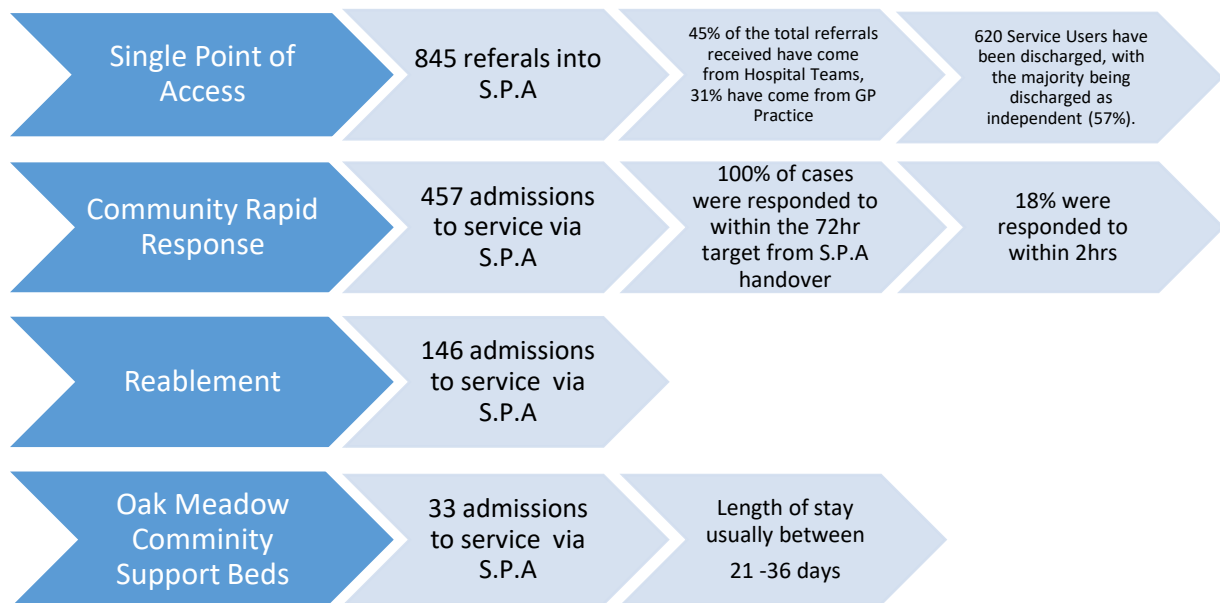 Single Point of
Access
845 referrals into
S.P.A
45% of the total referrals
received have come
from Hospital Teams,
31% have come from GP
Practice
620 Service Users have
been discharged, with
the majority being
discharged as
independent (57%).
Community Rapid
Response
457 admissions
to service via
S.P.A
100% of cases
were responded to
within the 72hr
target from S.P.A
handover
18% were
responded to
within 2hrs
Reablement
146 admissions
to service  via
S.P.A
Oak Meadow
Comminity
Support Beds
33 admissions
to service  via
S.P.A
Length of stay
usually between
21 -36 days